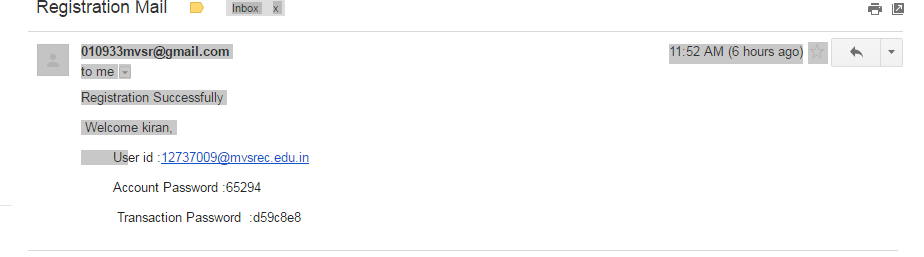 Registration Mail Inbox x
010933mvsr@gmail.com 11:52 AM (6 hours ago)
to me
Registration Successfully
Welcome kiran,
User id :12737009@mvsrec.edu.in
Account Password :65294
Transaction Password :d59c8e8